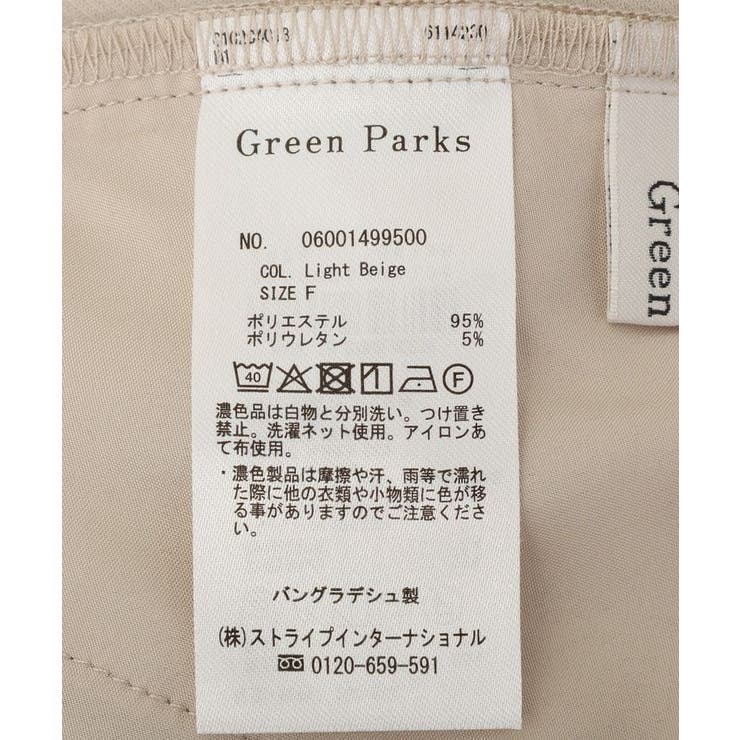 Green Parks
NO. 06001499500
COL. Light Beige
SIZE F
ポリエステル 95%
ポリウレタン 5%
40 F
濃色品は白物と分別洗い。つけ置き
禁止。洗濯ネット使用。アイロンあ
て布使用。
・濃色製品は摩擦や汗、雨等で濡れ
た際に他の衣類や小物類に色が移
る事がありますのでご注意くださ
い。
バングラデシュ製
(株)ストライプインターナショナル
0120-659-591
Green